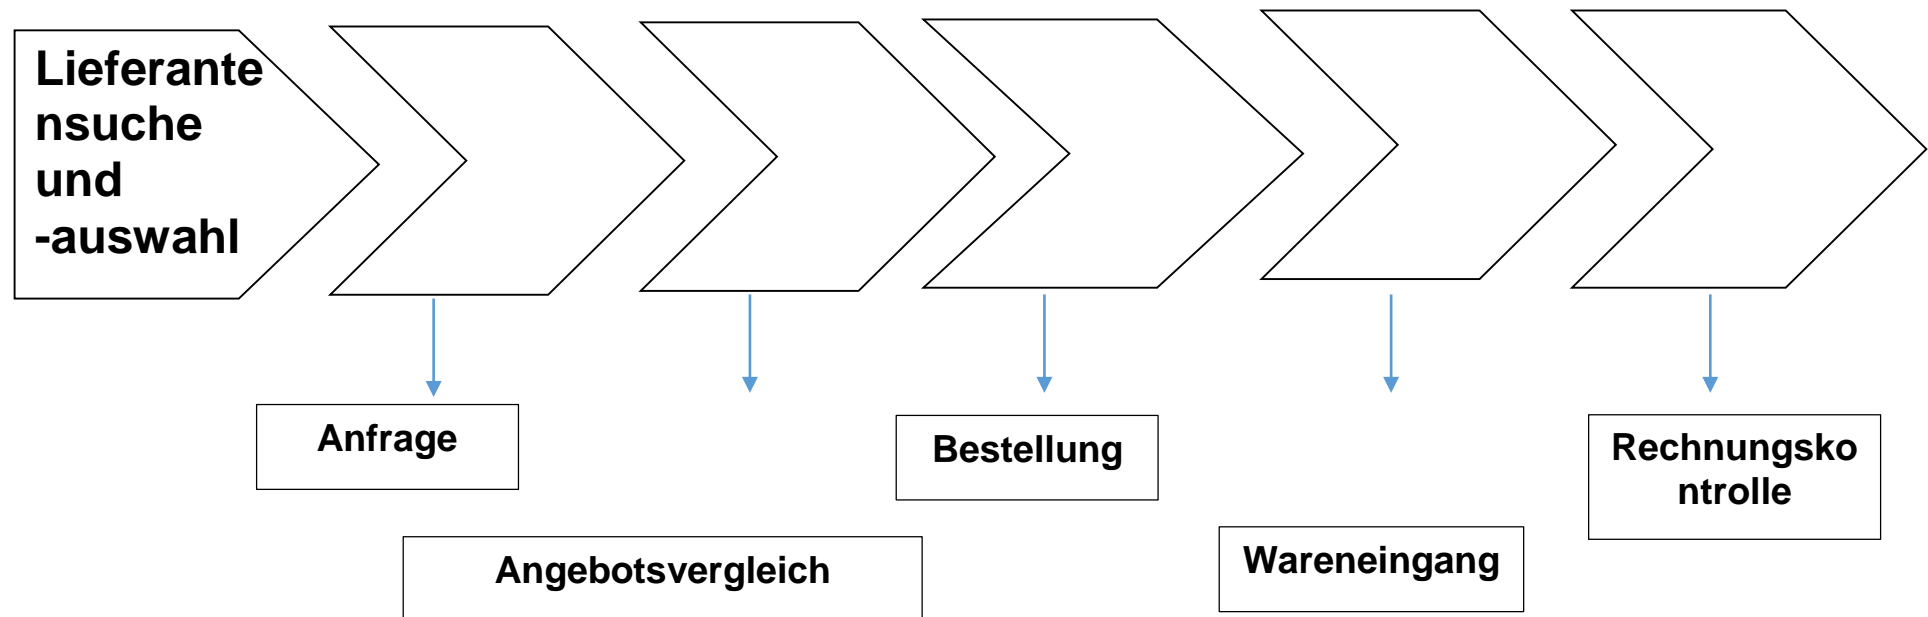 Lieferante
nsuche
und
-auswahl
Anfrage
Angebotsvergleich
Bestellung
Wareneingang
Rechnungsko
ntrolle